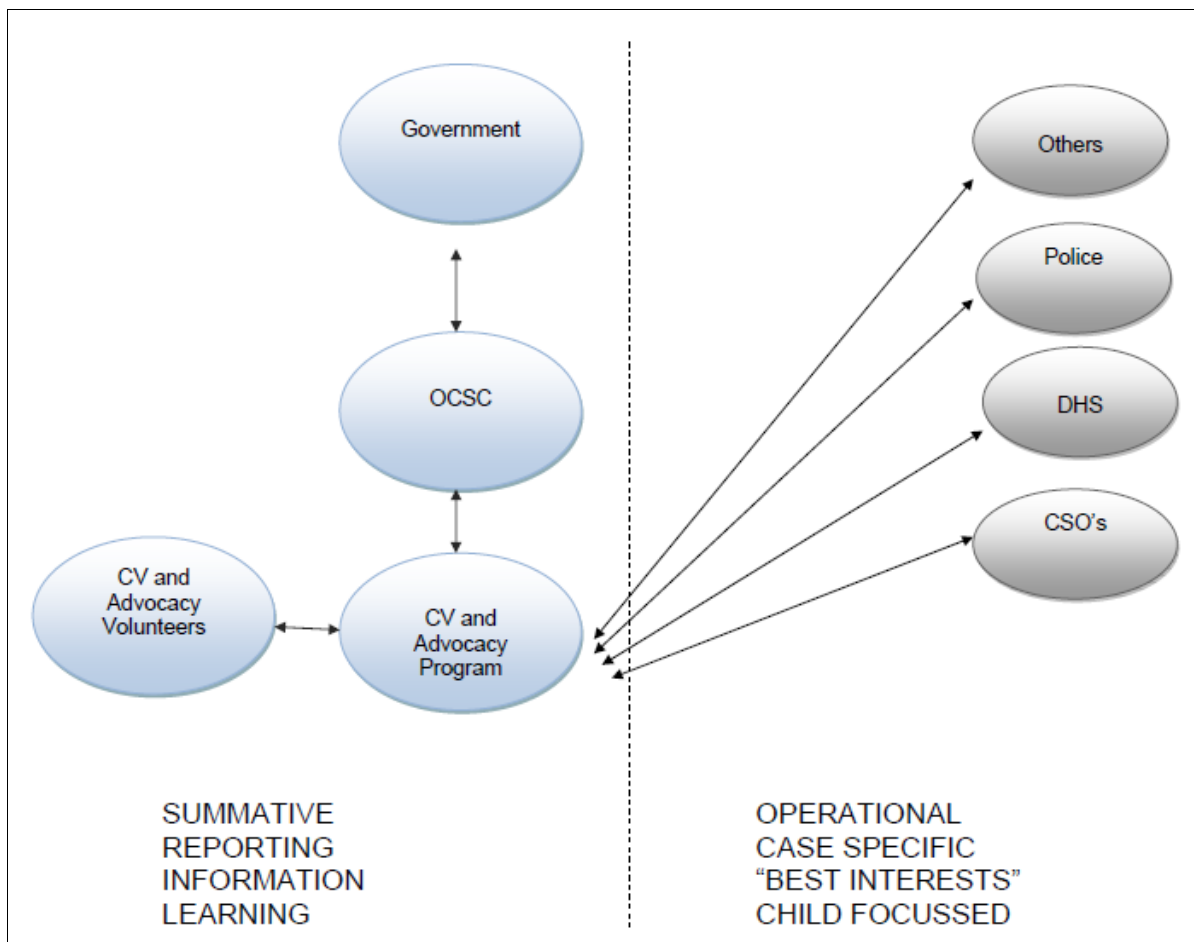 Government
OCSC
CV and
Advocacy
Volunteers
CV and
Advocacy
Program
SUMMATIVE
REPORTING
INFORMATION
LEARNING
Others
Police
DHS
CSO's
OPERATIONAL
CASE SPECIFIC
“BEST INTERESTS”
CHILD FOCUSSED